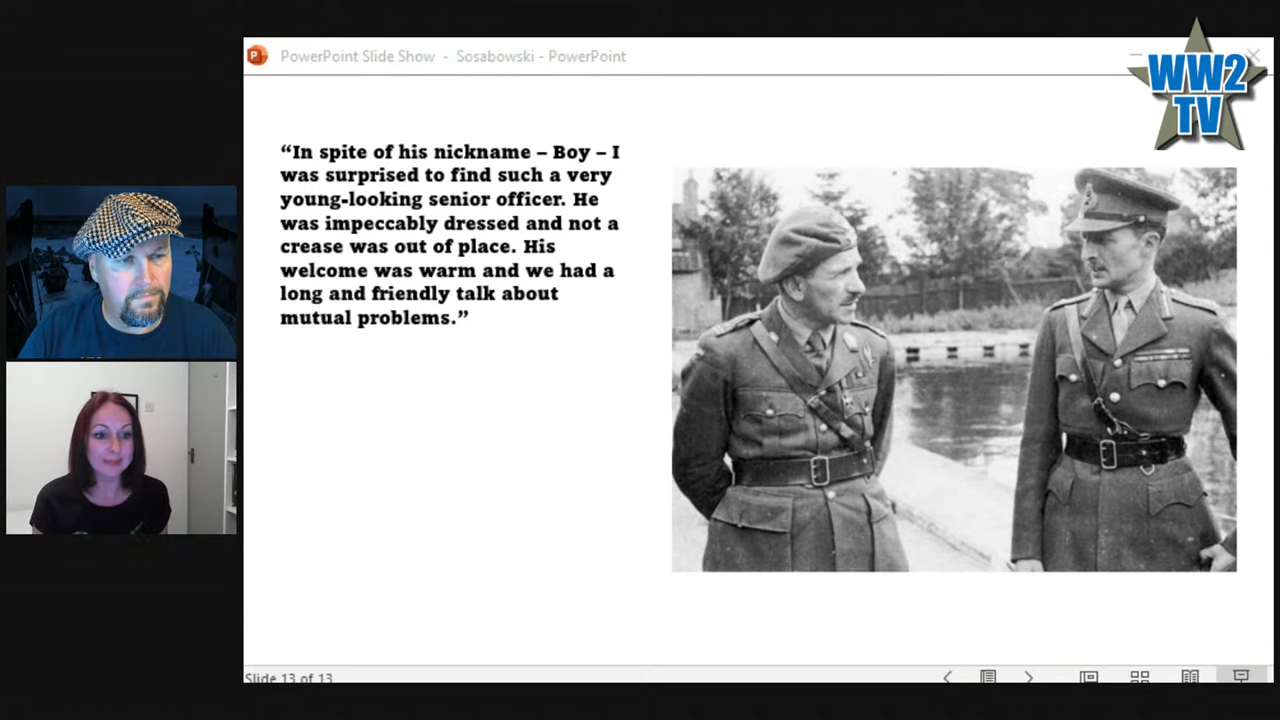 PowerPoint Slide Show - Sosabowski - PowerPoint
WW2
TV
“In spite of his nickname – Boy – I
was surprised to find such a very
young-looking senior officer. He
was impeccably dressed and not a
crease was out of place. His
welcome was warm and we had a
long and friendly talk about
mutual problems.”
Slide 13 of 13